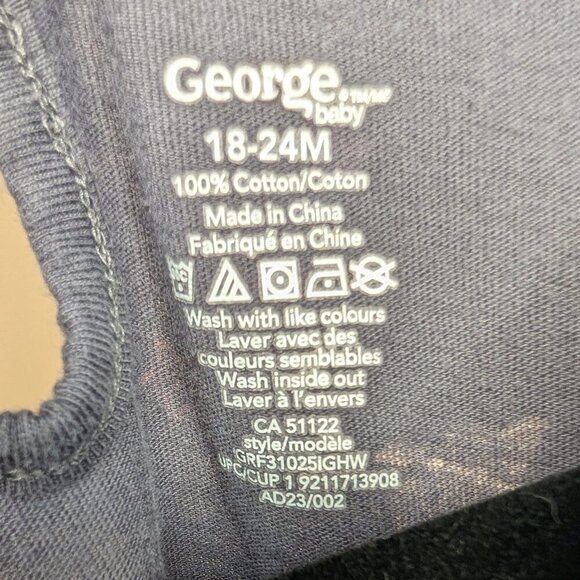 George.
baby
18-24M
100% Cotton/Coton
Made in China
Fabriqué en Chine
Wash with like colours
Laver avec des
couleurs semblables
Wash inside out
Laver à l'envers
CA 51122
style/modèle
GRF31025IGHW
UPC/CUP 1 9211713908
AD23/002